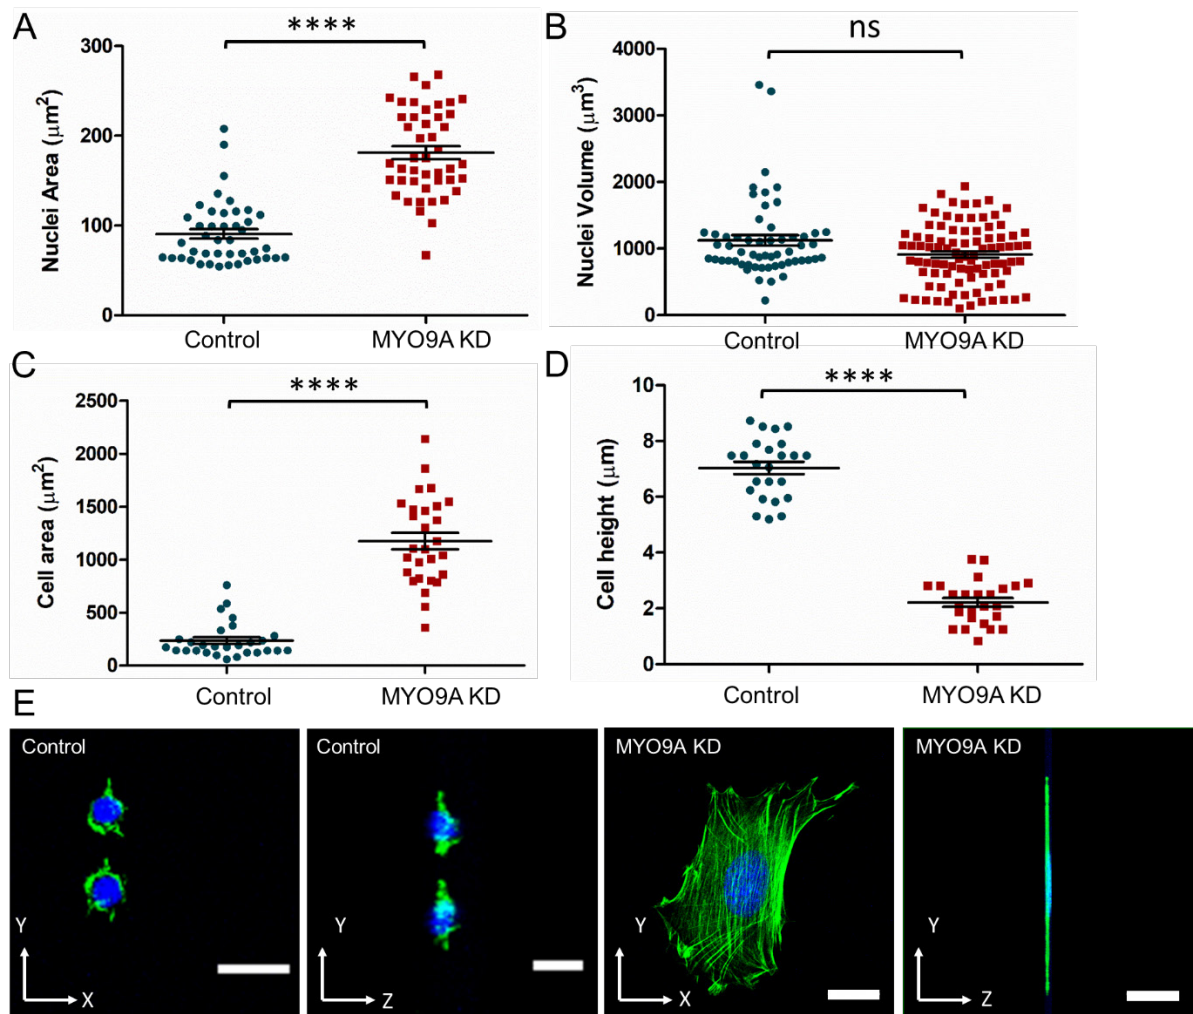 A
****
Nuclei Area (μm²)
300
200
100
0
Control
MYO9A KD
B
ns
Nuclei Volume (μm³)
4000
3000
2000
1000
0
Control
MYO9A KD
C
****
Cell area (μm²)
2500
2000
1500
1000
500
0
Control
MYO9A KD
D
****
Cell height (μm)
10
8
6
4
2
0
Control
MYO9A KD
E
Control
Y
X
Control
Y
Z
MYO9A KD
Y
X
MYO9A KD
Y
Z